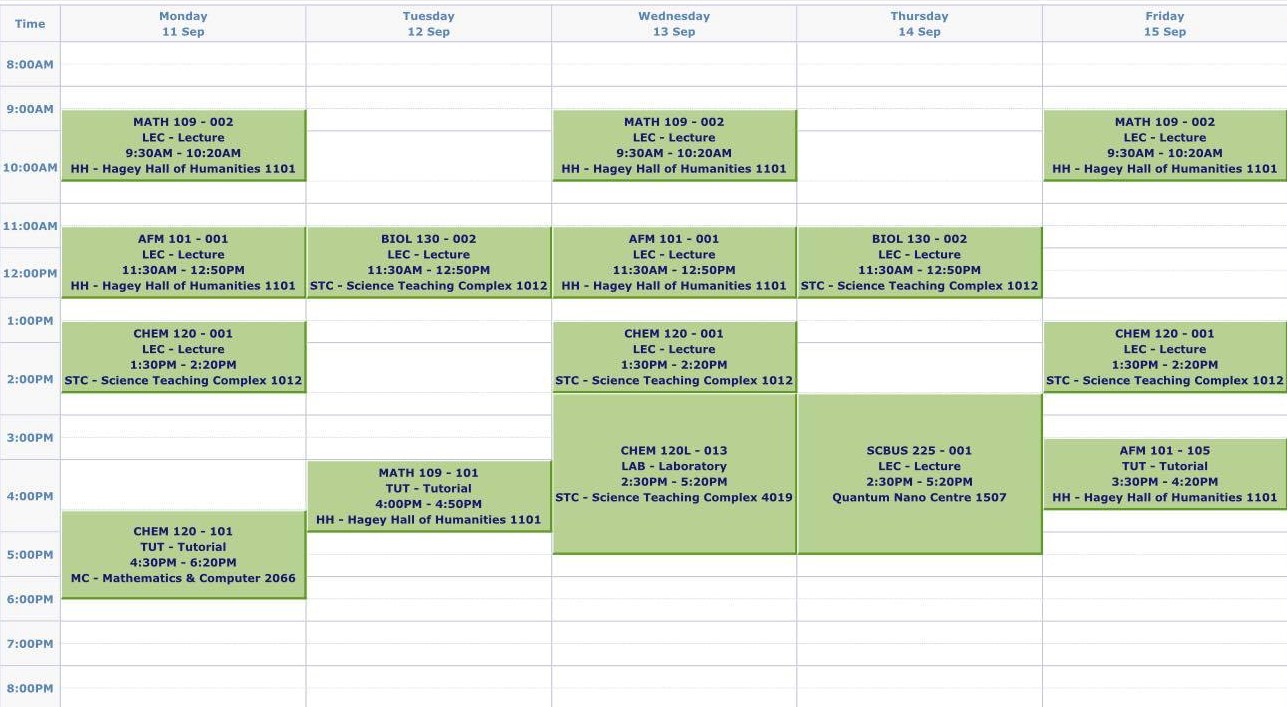 Time
Monday
11 Sep
Tuesday
12 Sep
Wednesday
13 Sep
Thursday
14 Sep
Friday
15 Sep
8:00AM
9:00AM
MATH 109 - 002
LEC - Lecture
9:30AM - 10:20AM
HH - Hagey Hall of Humanities 1101
MATH 109 - 002
LEC - Lecture
9:30AM - 10:20AM
HH - Hagey Hall of Humanities 1101
MATH 109 - 002
LEC - Lecture
9:30AM - 10:20AM
HH - Hagey Hall of Humanities 1101
10:00AM
11:00AM
AFM 101 - 001
LEC - Lecture
11:30AM - 12:50PM
HH - Hagey Hall of Humanities 1101
BIOL 130 - 002
LEC - Lecture
11:30AM - 12:50PM
STC - Science Teaching Complex 1012
AFM 101 - 001
LEC - Lecture
11:30AM - 12:50PM
HH - Hagey Hall of Humanities 1101
BIOL 130 - 002
LEC - Lecture
11:30AM - 12:50PM
STC - Science Teaching Complex 1012
12:00PM
1:00PM
CHEM 120 - 001
LEC - Lecture
1:30PM - 2:20PM
STC - Science Teaching Complex 1012
CHEM 120 - 001
LEC - Lecture
1:30PM - 2:20PM
STC - Science Teaching Complex 1012
CHEM 120 - 001
LEC - Lecture
1:30PM - 2:20PM
STC - Science Teaching Complex 1012
2:00PM
CHEM 120L - 013
LAB - Laboratory
2:30PM - 5:20PM
STC - Science Teaching Complex 4019
SCBUS 225 - 001
LEC - Lecture
2:30PM - 5:20PM
Quantum Nano Centre 1507
3:00PM
MATH 109 - 101
TUT - Tutorial
4:00PM - 4:50PM
HH - Hagey Hall of Humanities 1101
AFM 101 - 105
TUT - Tutorial
3:30PM - 4:20PM
HH - Hagey Hall of Humanities 1101
4:00PM
CHEM 120 - 101
TUT - Tutorial
4:30PM - 6:20PM
MC - Mathematics & Computer 2066
5:00PM
6:00PM
7:00PM
8:00PM